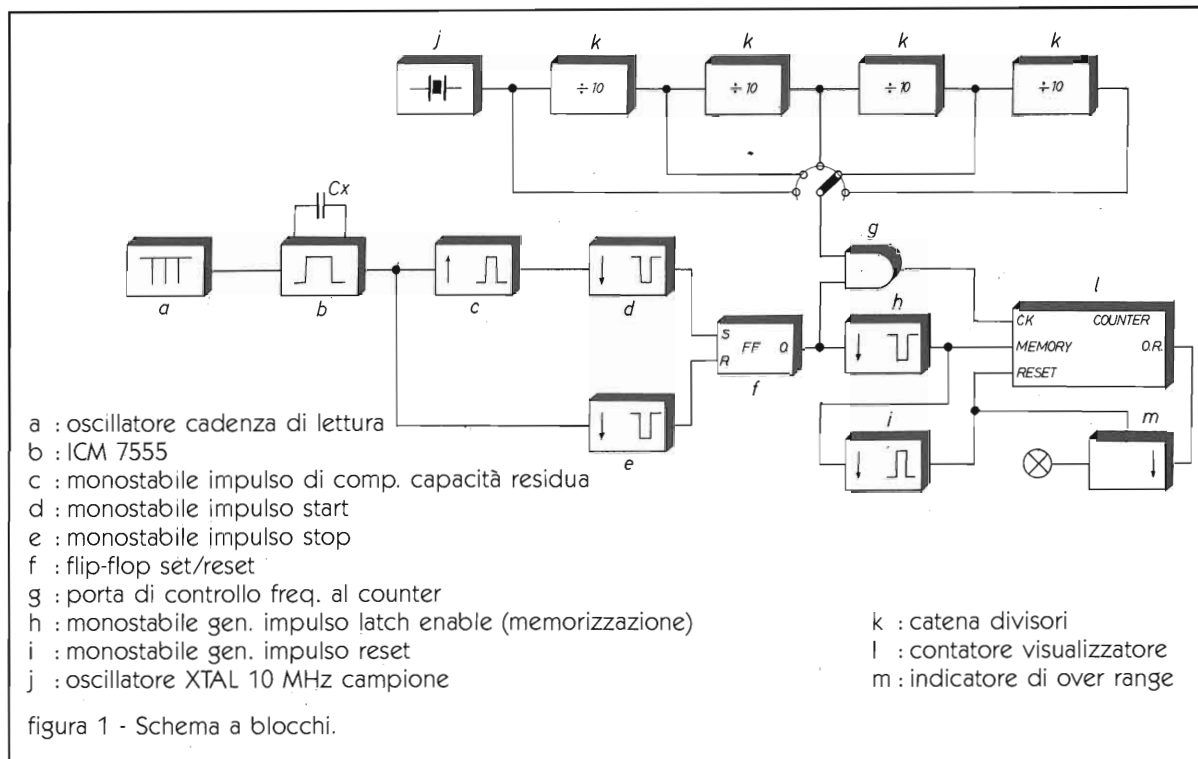 j k k k k
÷10 ÷10 ÷10 ÷10
Cx
g
a b c d h l
CK COUNTER
S FF Q MEMORY O.R.
R RESET
f
i m
e
a : oscillatore cadenza di lettura
b : ICM 7555
c : monostabile impulso di comp. capacità residua
d : monostabile impulso start
e : monostabile impulso stop
f : flip-flop set/reset
g : porta di controllo freq. al counter
h : monostabile gen. impulso latch enable (memorizzazione)
i : monostabile gen. impulso reset
j : oscillatore XTAL 10 MHz campione
k : catena divisori
l : contatore visualizzatore
m : indicatore di over range
figura 1 - Schema a blocchi.